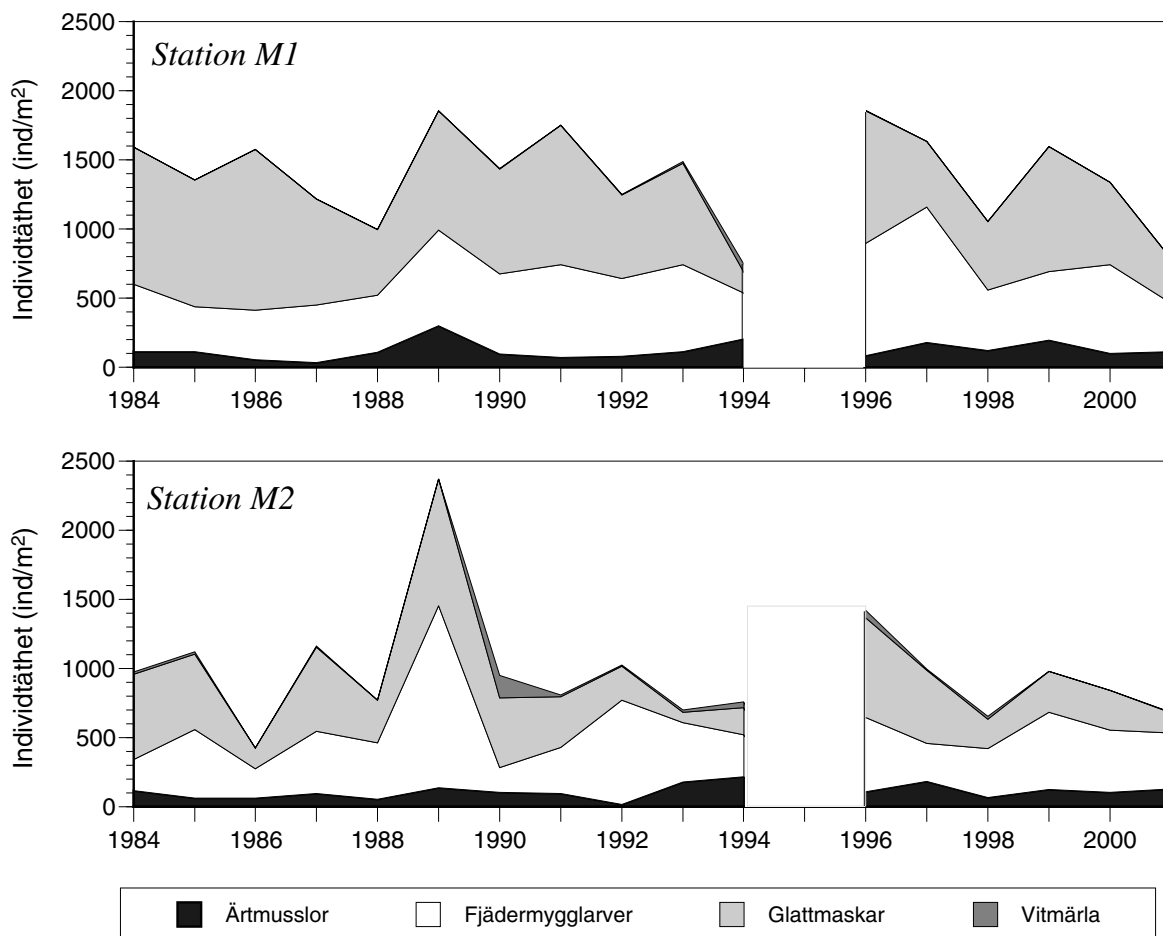 Station M1
Individtäthet (ind/m²)
2500
2000
1500
1000
500
0
1984 1986 1988 1990 1992 1994 1996 1998 2000
Station M2
Individtäthet (ind/m²)
2500
2000
1500
1000
500
0
1984 1986 1988 1990 1992 1994 1996 1998 2000
Ärtmusslor Fjädermygglarver Glattmaskar Vitmärla